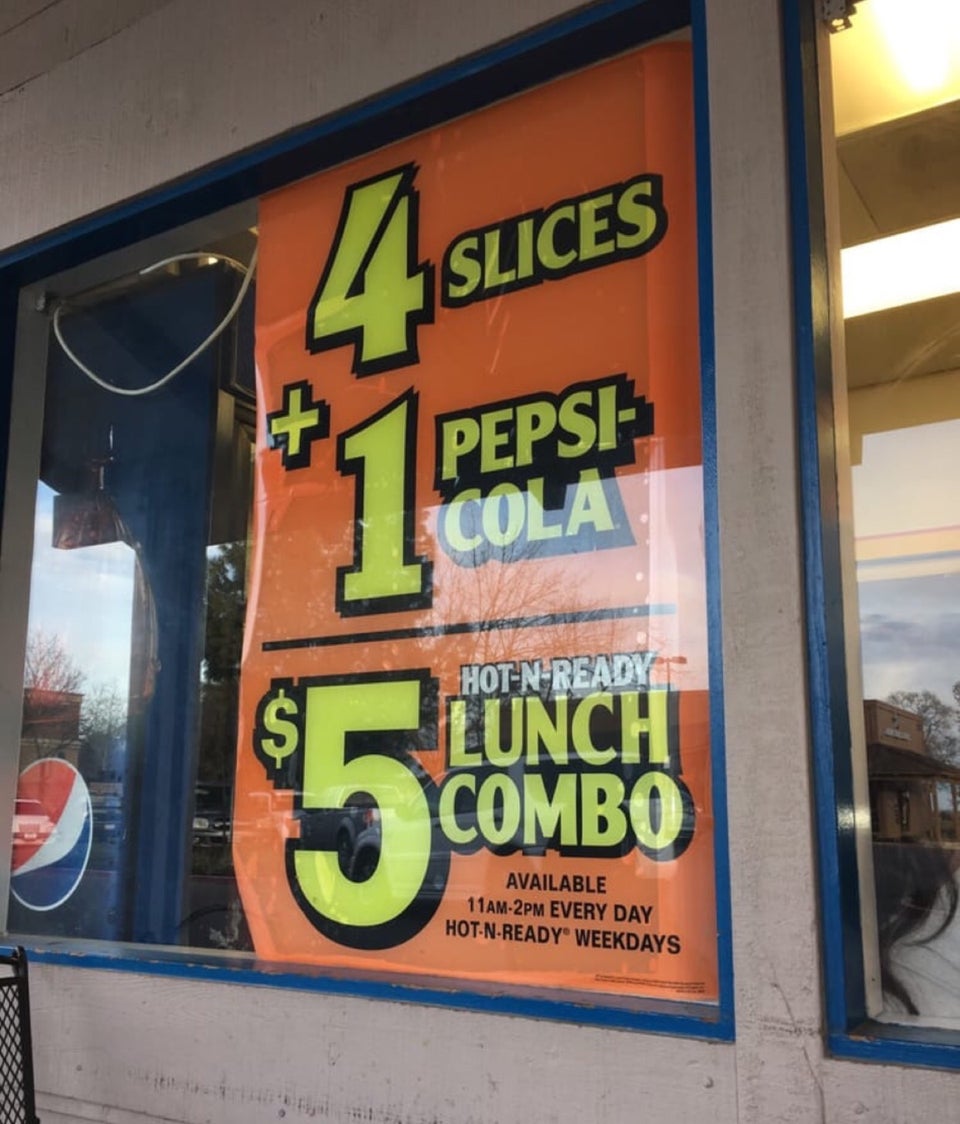 4 SLICES
+ 1 PEPSI-
COLA
HOT-N-READY
$5 LUNCH
COMBO
AVAILABLE
11AM-2PM EVERY DAY
HOT-N-READY® WEEKDAYS